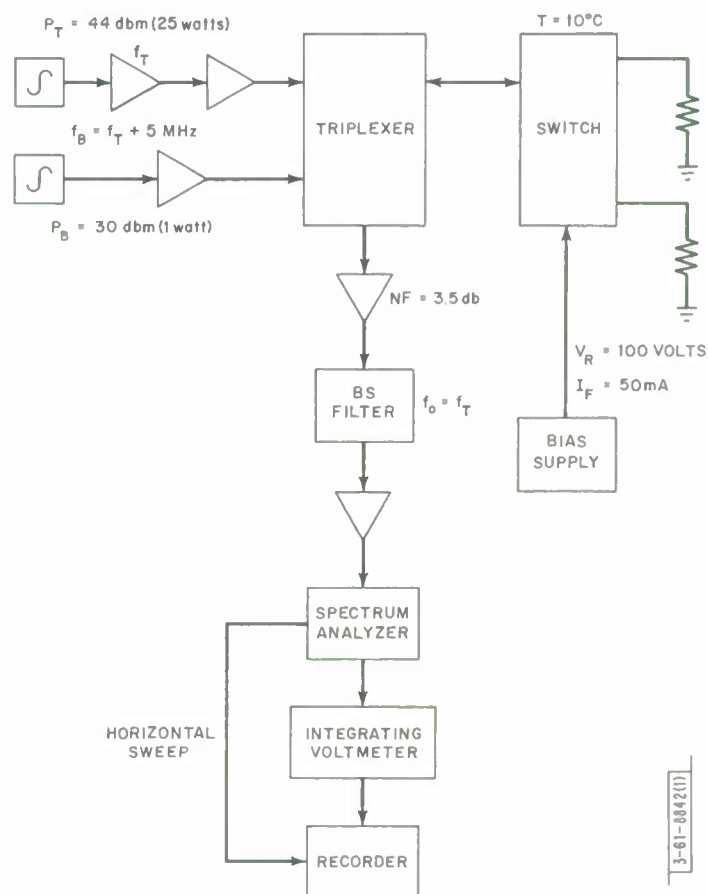 P_T = 44 dbm (25 watts)
T = 10°C
f_T
TRIPLEXER
SWITCH
f_B = f_T + 5 MHz
P_B = 30 dbm (1 watt)
NF = 3.5 db
V_R = 100 VOLTS
I_F = 50mA
BS
FILTER
f_o = f_T
BIAS
SUPPLY
SPECTRUM
ANALYZER
HORIZONTAL
SWEEP
INTEGRATING
VOLTMETER
RECORDER
3-61-8842(1)